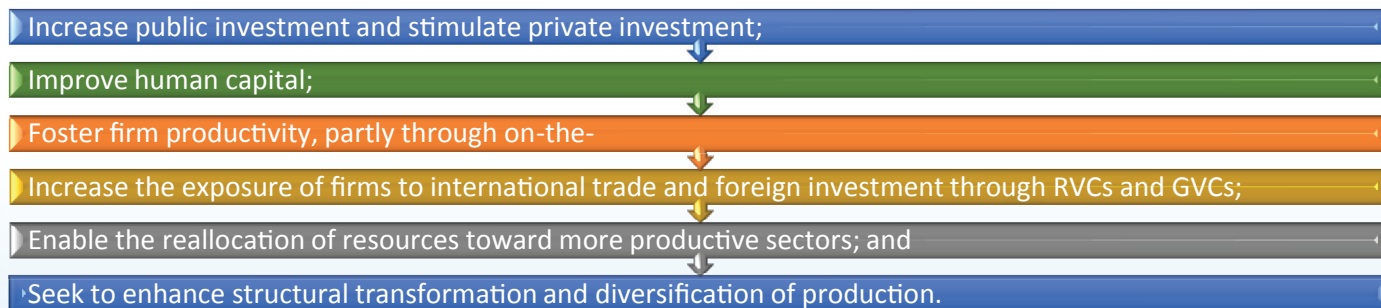 Increase public investment and stimulate private investment;
Improve human capital;
Foster firm productivity, partly through on-the-
Increase the exposure of firms to international trade and foreign investment through RVCs and GVCs;
Enable the reallocation of resources toward more productive sectors; and
Seek to enhance structural transformation and diversification of production.